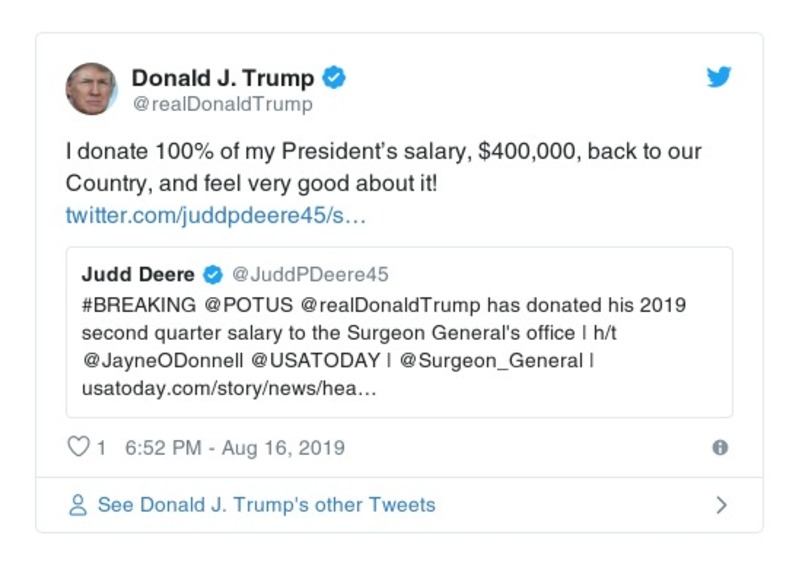 Donald J. Trump
@realDonaldTrump
I donate 100% of my President's salary, $400,000, back to our
Country, and feel very good about it!
twitter.com/juddpdeere45/s…
Judd Deere @JuddPDeere45
#BREAKING @POTUS @realDonaldTrump has donated his 2019
second quarter salary to the Surgeon General's office | h/t
@JayneODonnell @USATODAY | @Surgeon_General |
usatoday.com/story/news/hea…
1 6:52 PM - Aug 16, 2019
See Donald J. Trump's other Tweets